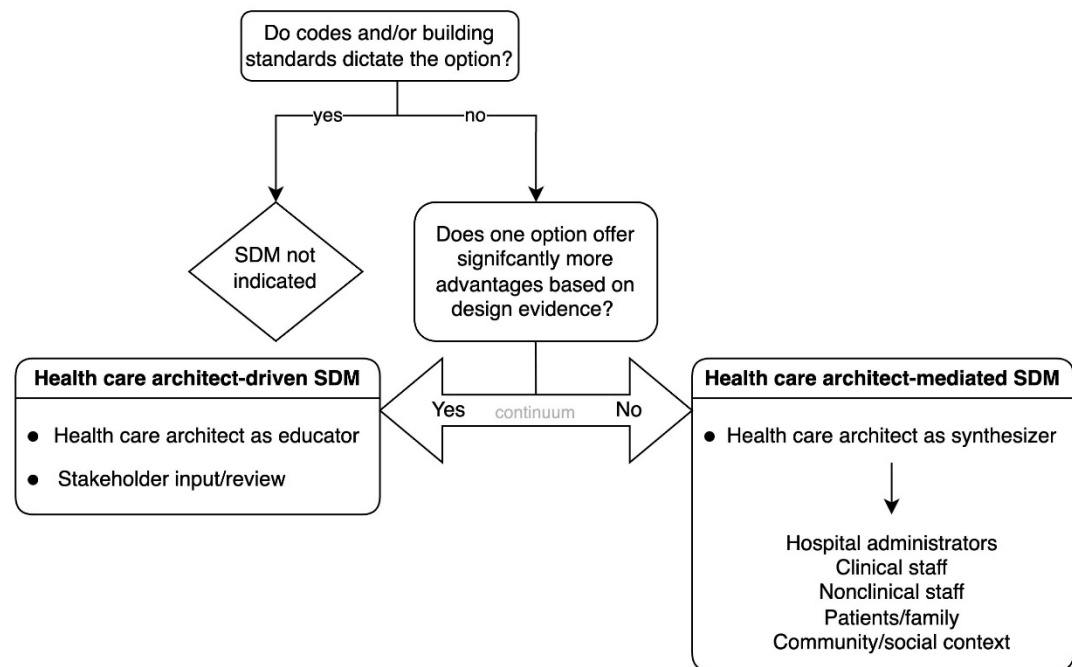 Do codes and/or building
standards dictate the option?
yes
no
SDM not
indicated
Does one option offer
signifcantly more
advantages based on
design evidence?
Yes
continuum
No
Health care architect-driven SDM
● Health care architect as educator
● Stakeholder input/review
Health care architect-mediated SDM
● Health care architect as synthesizer
Hospital administrators
Clinical staff
Nonclinical staff
Patients/family
Community/social context